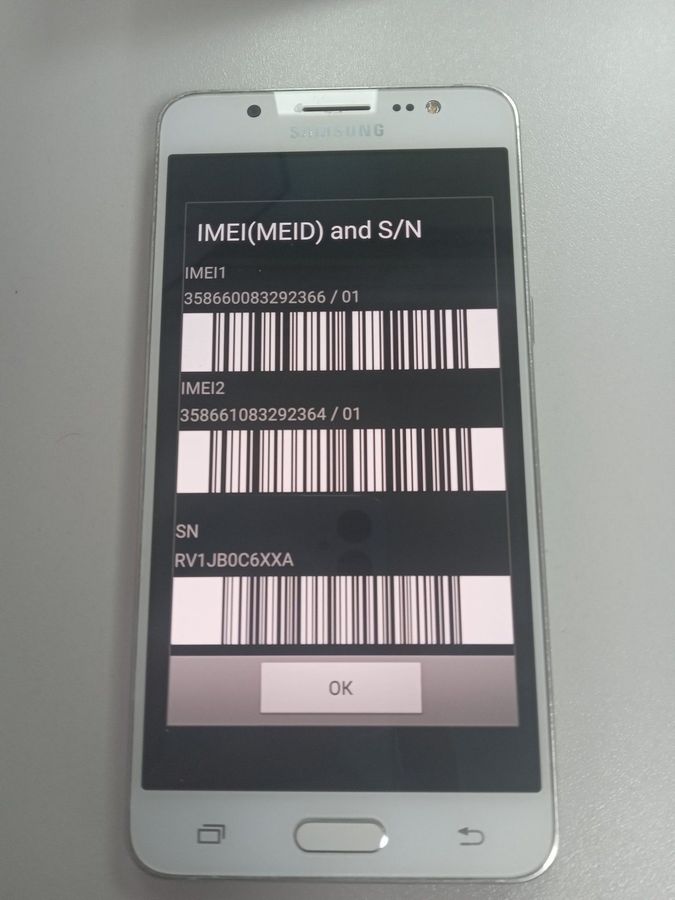 SAMSUNG
IMEI(MEID) and S/N
IMEI1
358660083292366 / 01
IMEI2
358661083292364 / 01
SN
RV1JB0C6XXA
OK